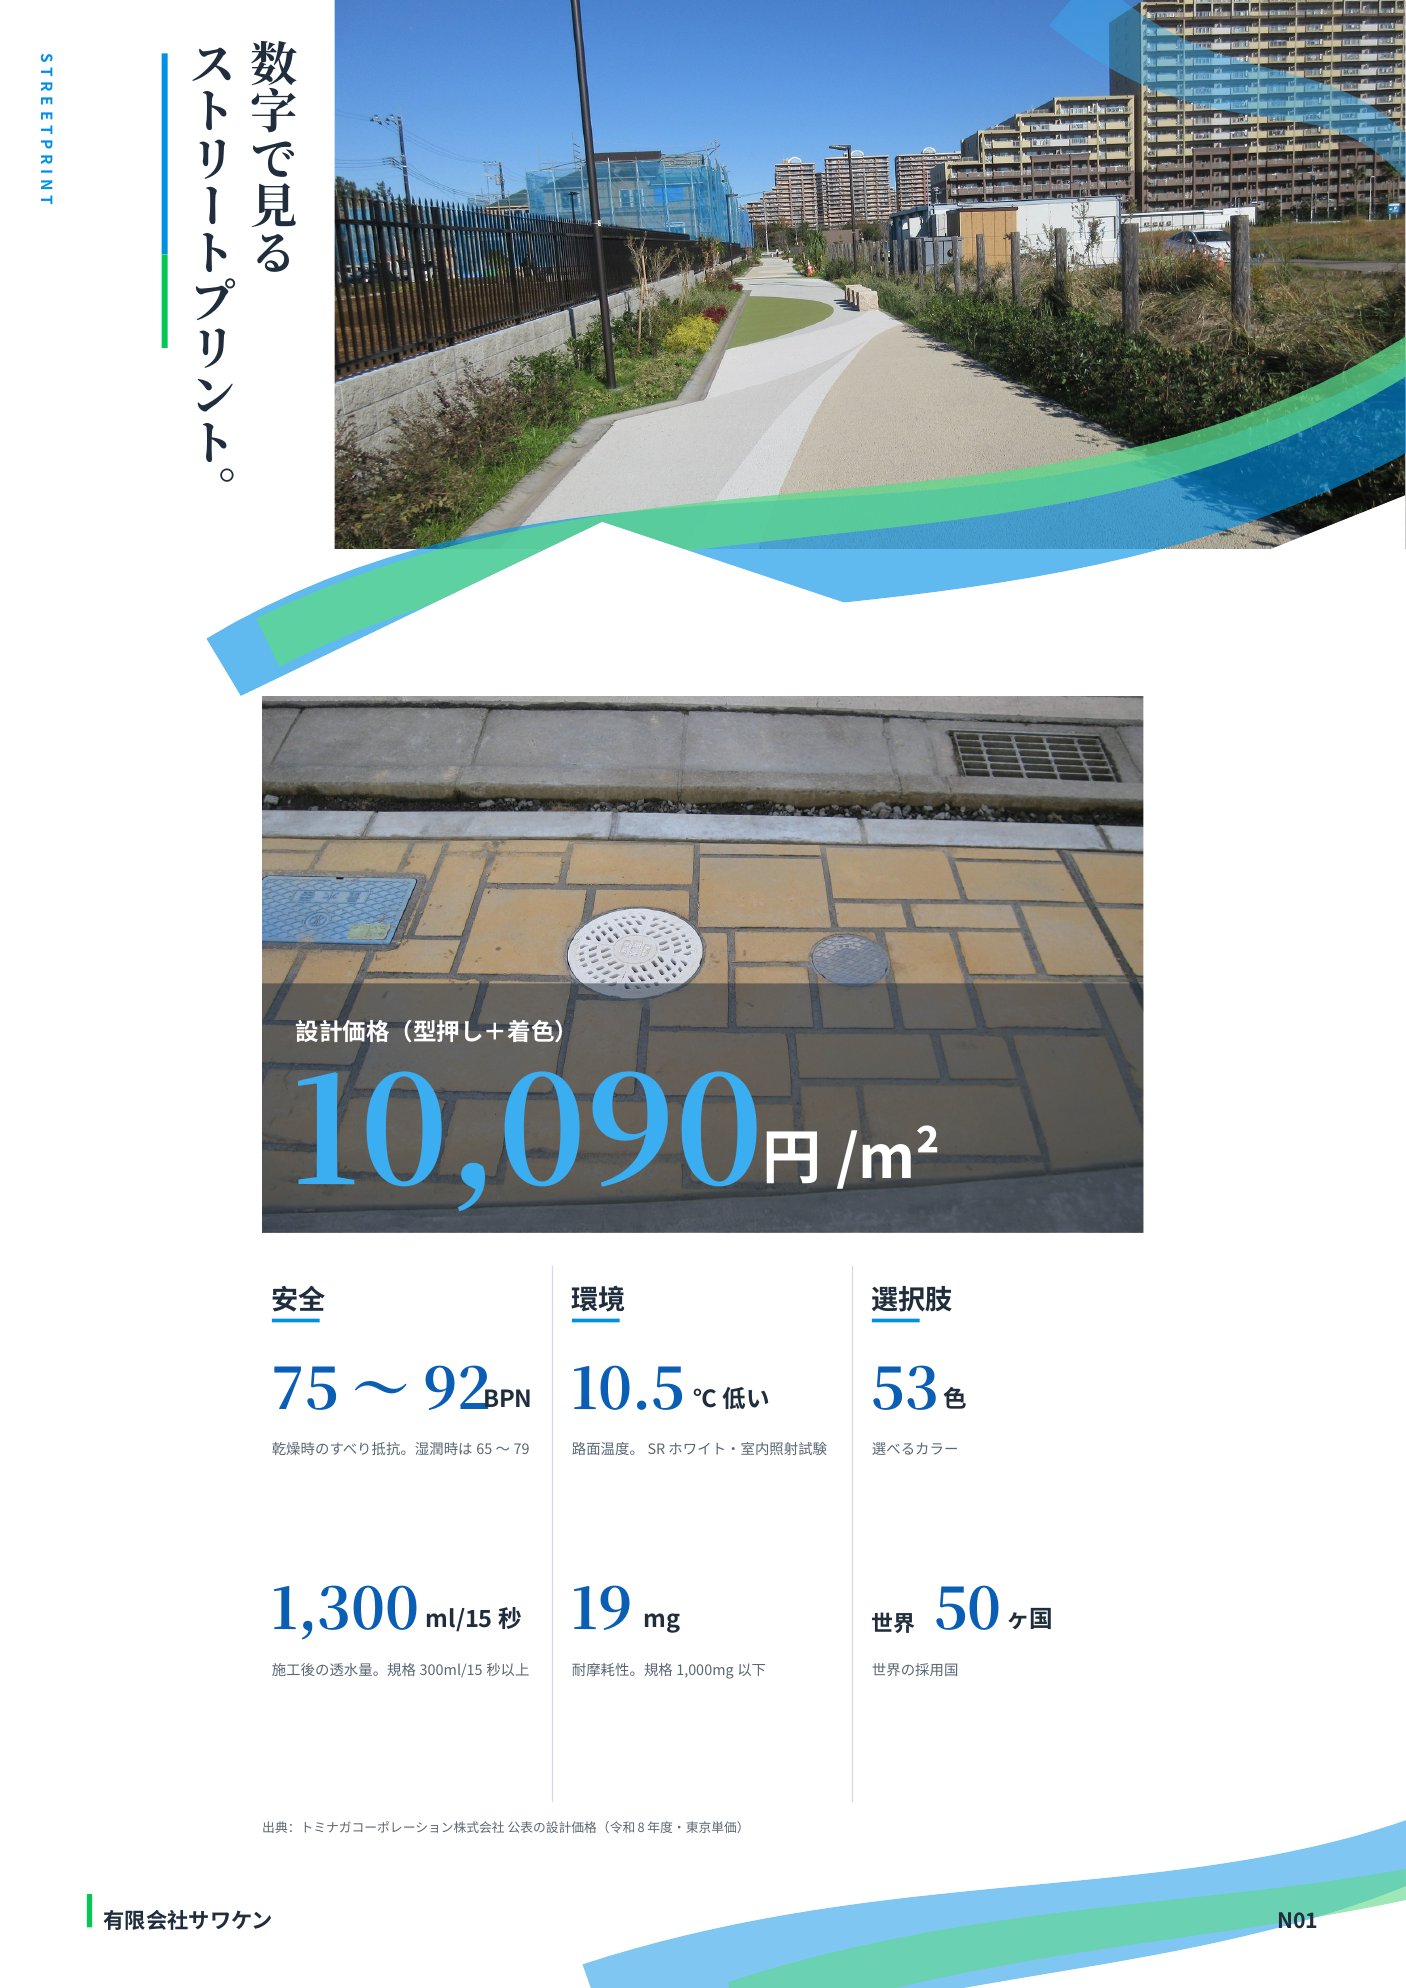 STREETPRINT
数字で見る
ストリートプリント。
設計価格（型押し＋着色）
10,090円 /m²
安全
75 ～ 92BPN
乾燥時のすべり抵抗。湿潤時は 65 ～ 79
1,300 ml/15 秒
施工後の透水量。規格 300ml/15 秒以上
環境
10.5 ℃ 低い
路面温度。 SR ホワイト・室内照射試験
19 mg
耐摩耗性。規格 1,000mg 以下
選択肢
53 色
選べるカラー
世界 50 ヶ国
世界の採用国
出典：トミナガコーポレーション株式会社 公表の設計価格（令和 8 年度・東京単価）
有限会社サワケン
N01